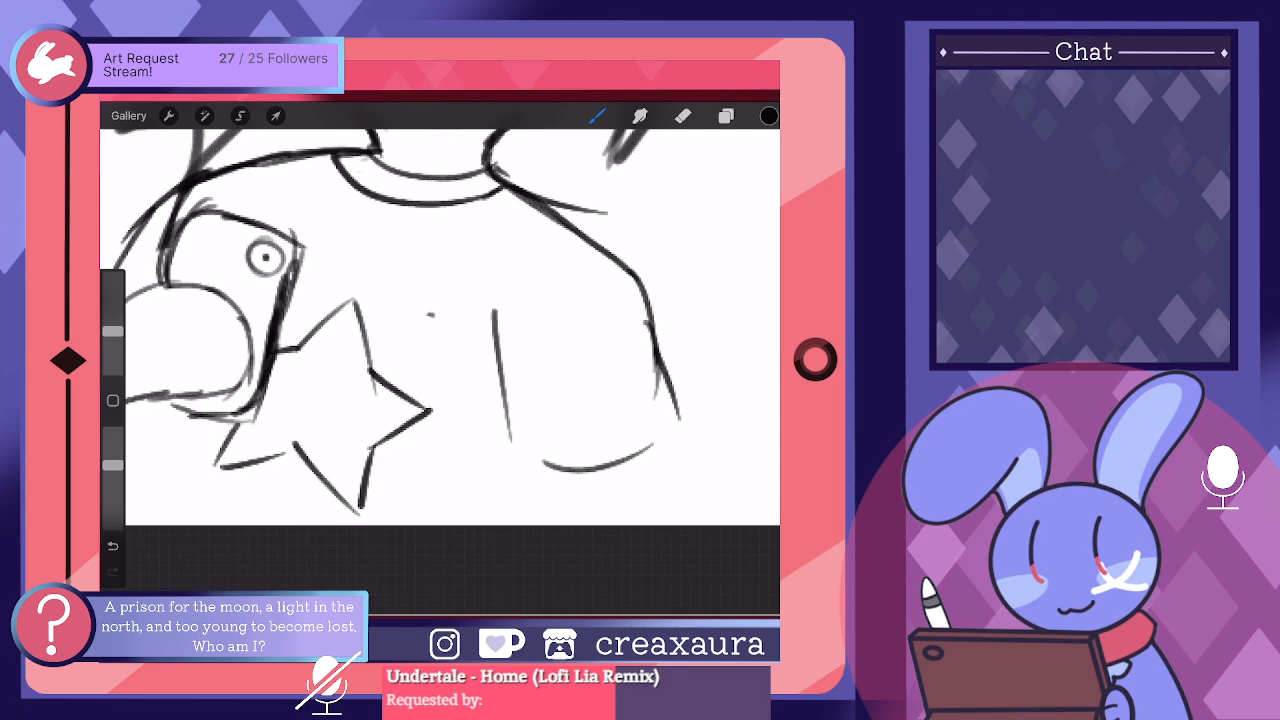 Art Request
Stream!
27 / 25 Followers
Chat
Gallery
A prison for the moon, a light in the
north, and too young to become lost.
Who am I?
creaxaura
Undertale - Home (Lofi Lia Remix)
Requested by: